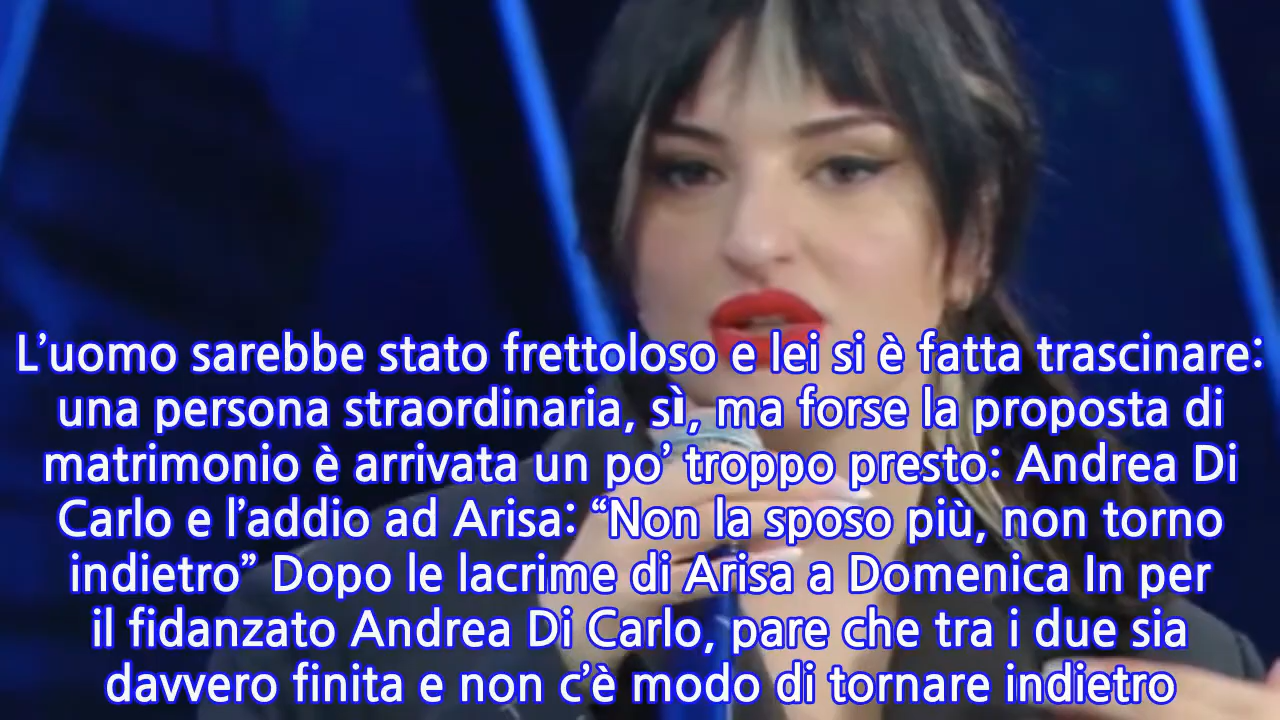 L’uomo sarebbe stato frettoloso e lei si è fatta trascinare:
una persona straordinaria, sì, ma forse la proposta di
matrimonio è arrivata un po’ troppo presto: Andrea Di
Carlo e l’addio ad Arisa: “Non la sposo più, non torno
indietro” Dopo le lacrime di Arisa a Domenica In per
il fidanzato Andrea Di Carlo, pare che tra i due sia
davvero finita e non c’è modo di tornare indietro